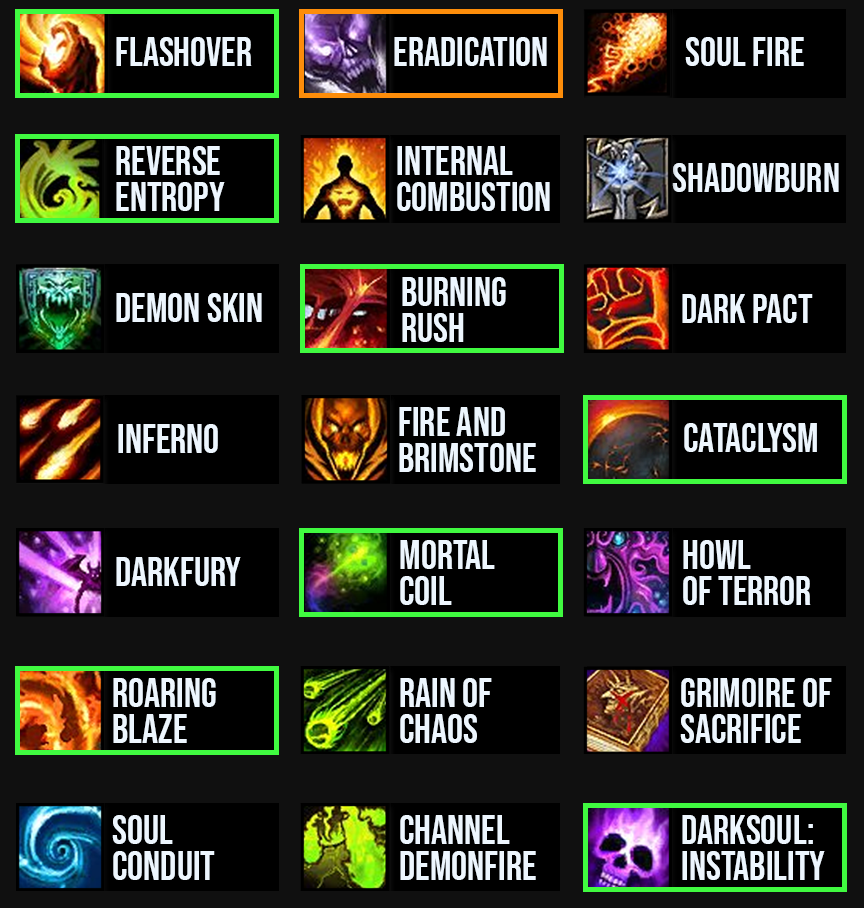 FLASHOVER
ERADICATION
SOUL FIRE
REVERSE
ENTROPY
INTERNAL
COMBUSTION
SHADOWBURN
DEMON SKIN
BURNING
RUSH
DARK PACT
INFERNO
FIRE AND
BRIMSTONE
CATACLYSM
DARKFURY
MORTAL
COIL
HOWL
OF TERROR
ROARING
BLAZE
RAIN OF
CHAOS
GRIMOIRE OF
SACRIFICE
SOUL
CONDUIT
CHANNEL
DEMONFIRE
DARKSOUL:
INSTABILITY